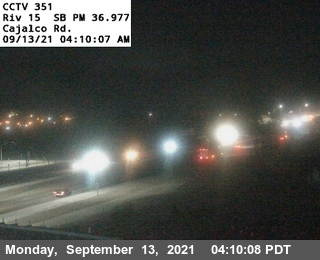 CCTV 351
Riv 15 SB PM 36.977
Cajalco Rd.
09/13/21 04:10:07 AM
Monday, September 13, 2021 04:10:08 PDT